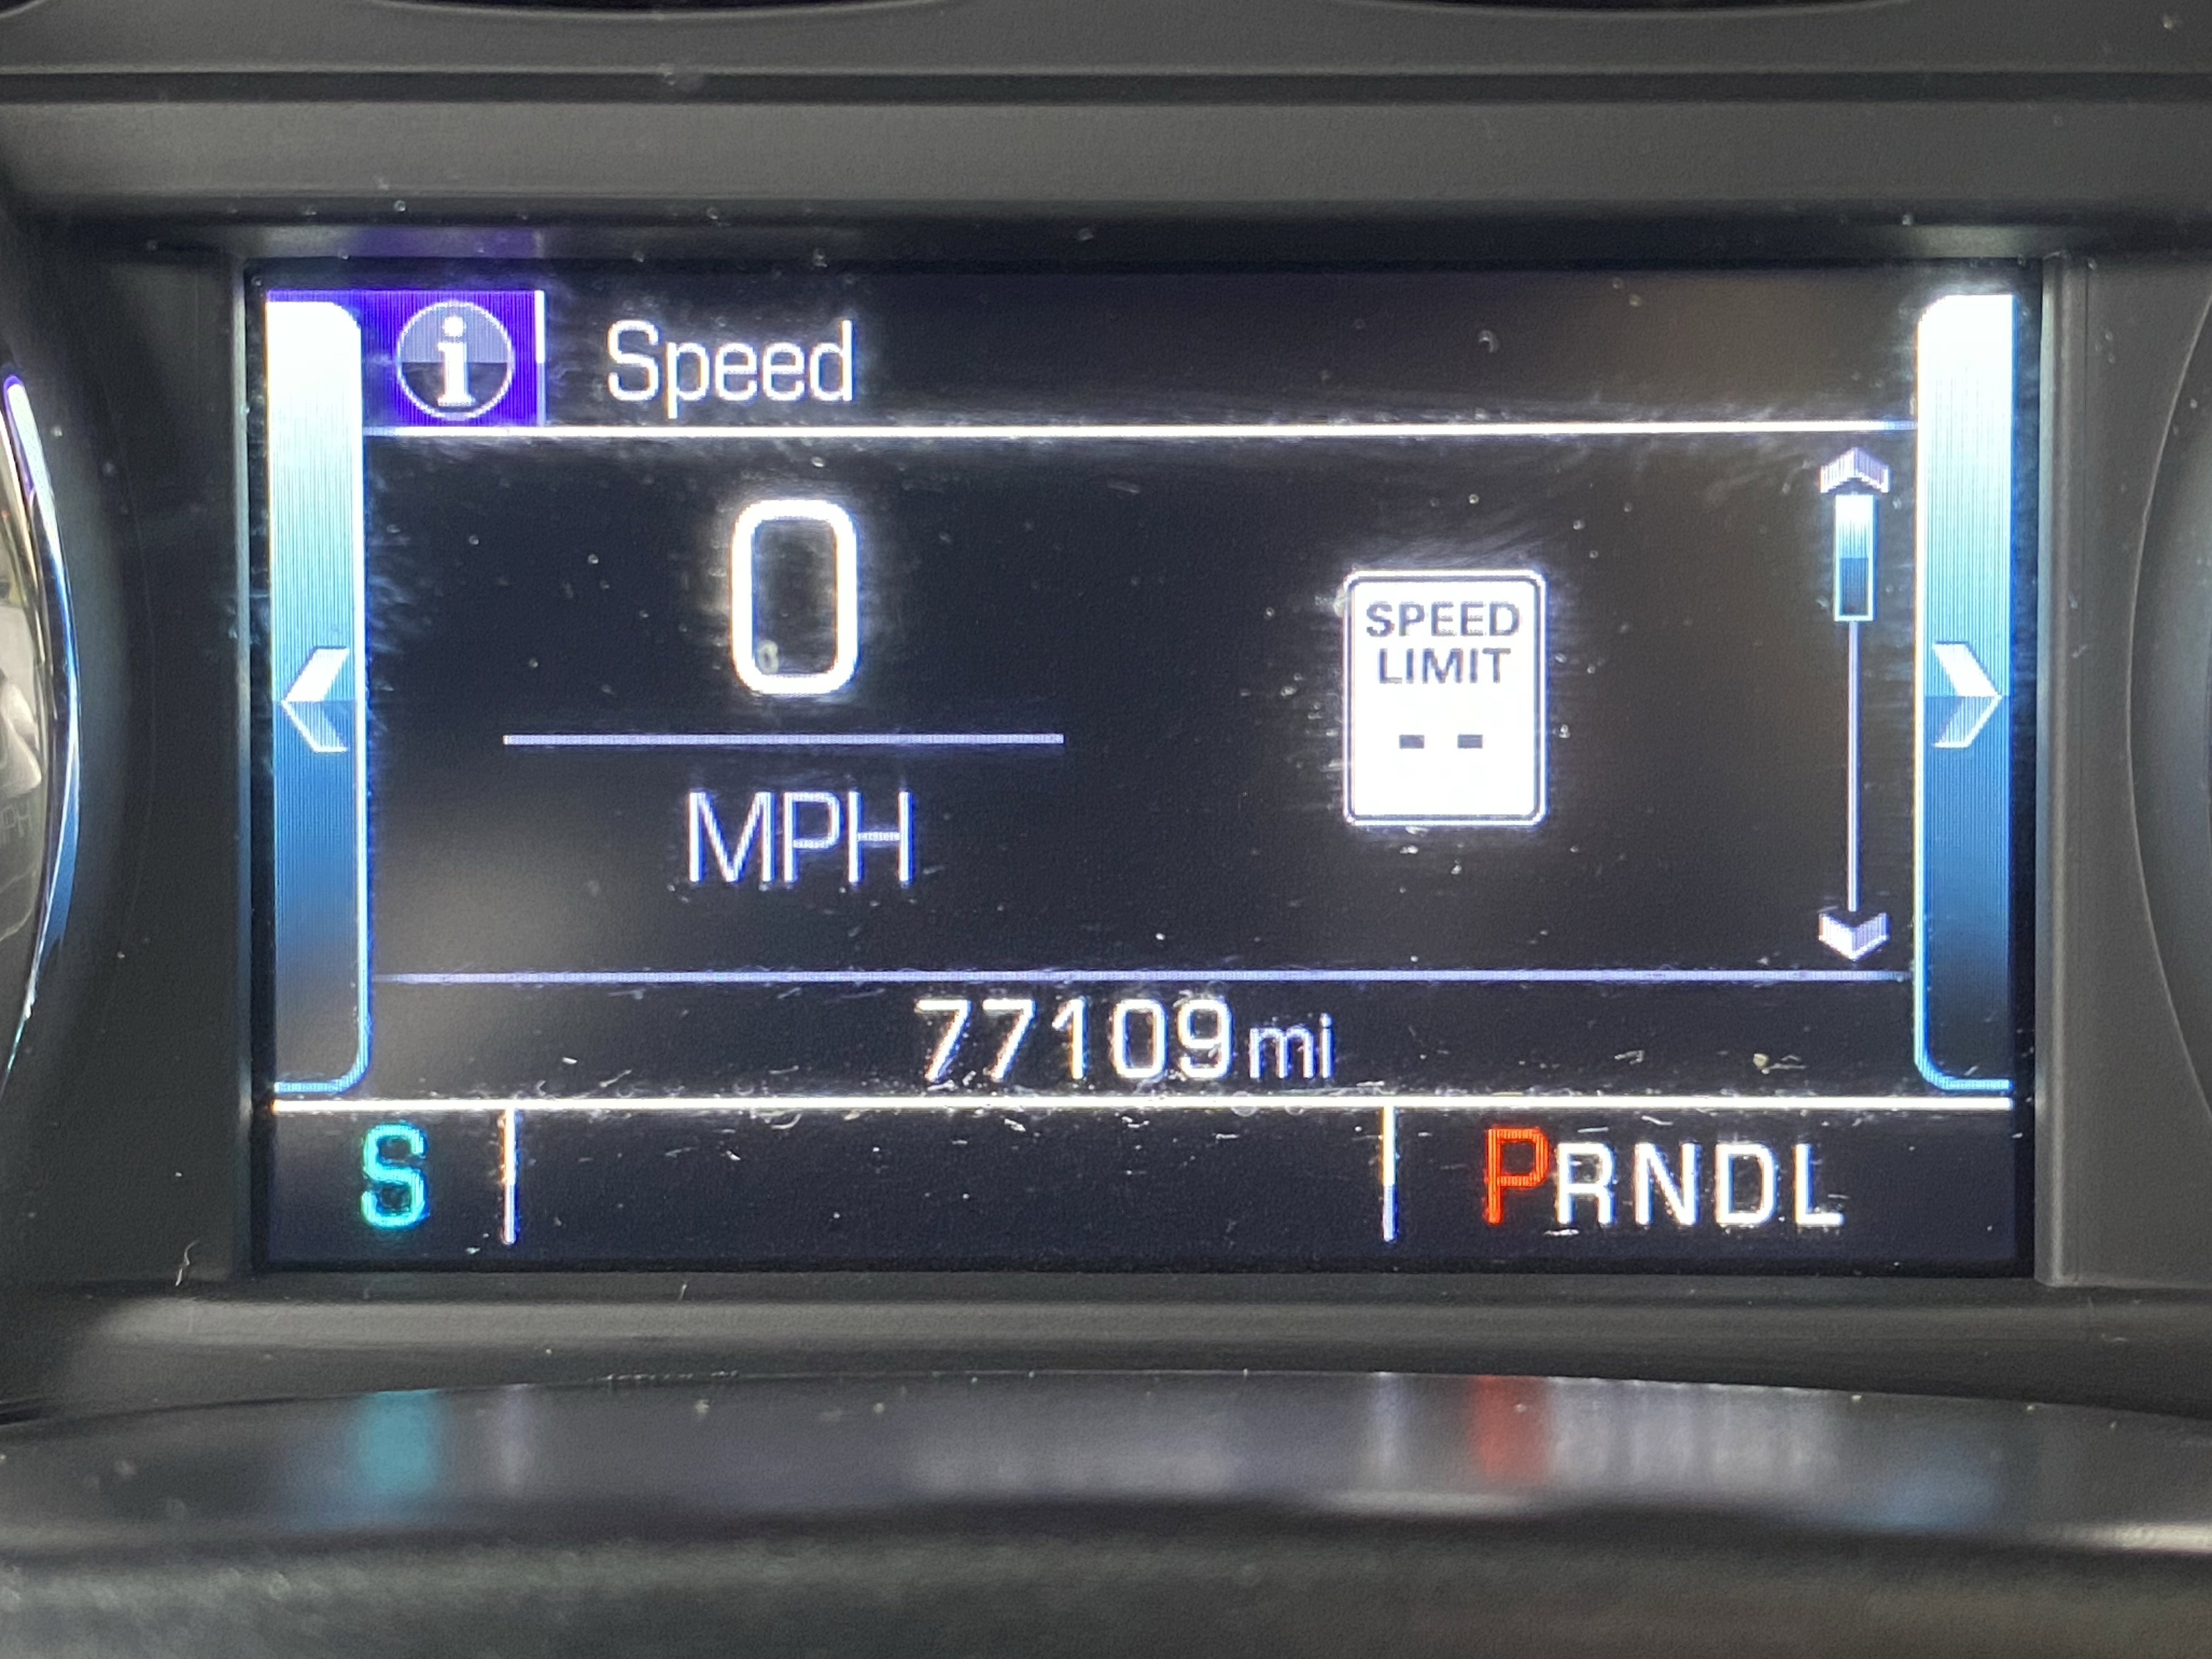 i Speed
0
MPH
SPEED
LIMIT
--
77109 mi
S
PRNDL